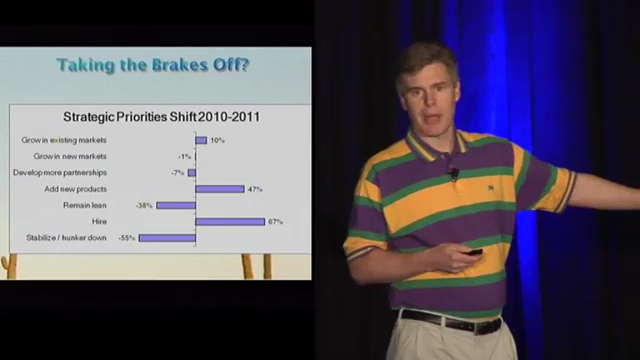 Taking the Brakes Off?
Strategic Priorities Shift 2010-2011
Grow in existing markets 10%
Grow in new markets -1%
Develop more partnerships -7%
Add new products 47%
Remain lean -38%
Hire 67%
Stabilize / hunker down -55%